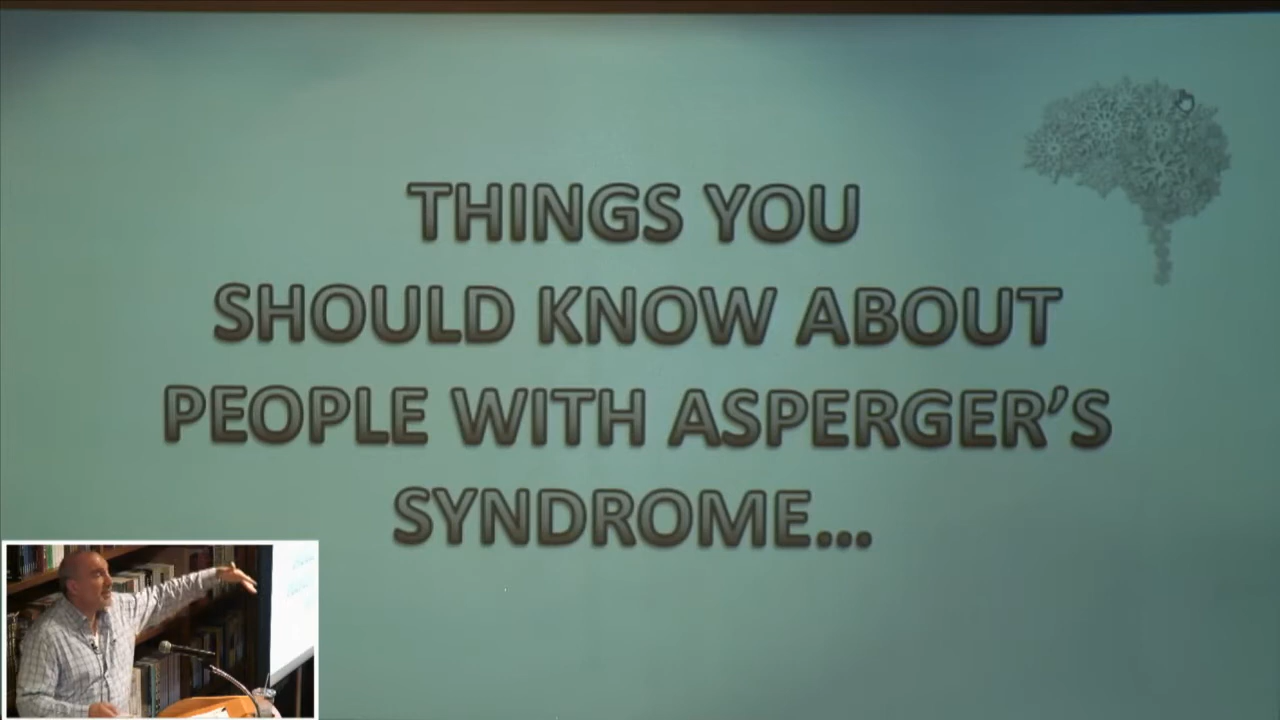 THINGS YOU
SHOULD KNOW ABOUT
PEOPLE WITH ASPERGER’S
SYNDROME...